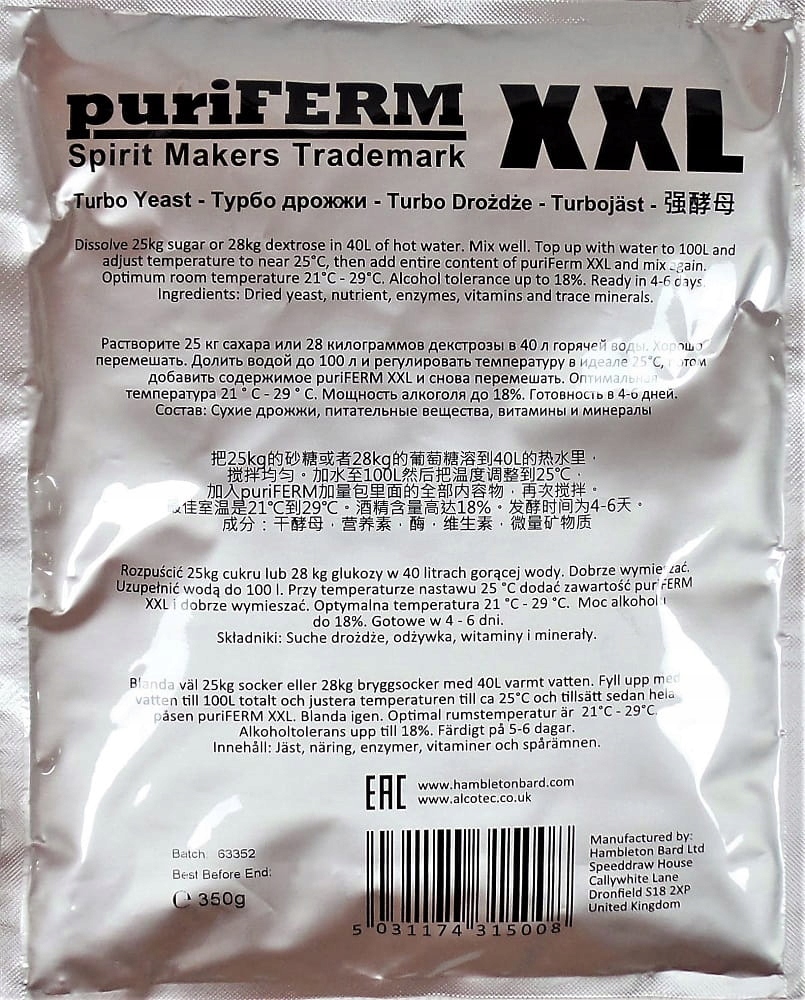 puriFERM XXL
Spirit Makers Trademark
Turbo Yeast - Турбо дрожжи - Turbo Drożdże - Turbojäst - 强酵母
Dissolve 25kg sugar or 28kg dextrose in 40L of hot water. Mix well. Top up with water to 100L and
adjust temperature to near 25°C, then add entire content of puriFerm XXL and mix again.
Optimum room temperature 21°C - 29°C. Alcohol tolerance up to 18%. Ready in 4-6 days.
Ingredients: Dried yeast, nutrient, enzymes, vitamins and trace minerals.
Растворите 25 кг сахара или 28 килограммов декстрозы в 40 л горячей воды. Хорошо
перемешать. Долить водой до 100 л и регулировать температуру в идеале 25°C, потом
добавить содержимое puriFERM XXL и снова перемешать. Оптимальная
температура 21 ° C - 29 ° C. Мощность алкоголя до 18%. Готовность в 4-6 дней.
Состав: Сухие дрожжи, питательные вещества, витамины и минералы
把25kg的砂糖或者28kg的葡萄糖溶到40L的热水里，
搅拌均匀。加水至100L然后把温度调整到25℃，
加入puriFERM加量包里面的全部内容物，再次搅拌。
最佳室温是21℃到29℃。酒精含量高达18%。发酵时间为4-6天。
成分：干酵母，营养素，酶，维生素，微量矿物质
Rozpuścić 25kg cukru lub 28 kg glukozy w 40 litrach gorącej wody. Dobrze wymieszać.
Uzupełnić wodą do 100 l. Przy temperaturze nastawu 25 °C dodać zawartość puriFERM
XXL i dobrze wymieszać. Optymalna temperatura 21 °C - 29 °C. Moc alkoholu
do 18%. Gotowe w 4 - 6 dni.
Składniki: Suche drożdże, odżywka, witaminy i minerały.
Blanda väl 25kg socker eller 28kg bryggsocker med 40L varmt vatten. Fyll upp med
vatten till 100L totalt och justera temperaturen till ca 25°C och tillsätt sedan hela
påsen puriFERM XXL. Blanda igen. Optimal rumstemperatur är 21°C - 29°C.
Alkoholtolerans upp till 18%. Färdigt på 5-6 dagar.
Innehåll: Jäst, näring, enzymer, vitaminer och spårämnen.
EAC www.hambletonbard.com
www.alcotec.co.uk
Batch: 63352
Best Before End:
℮ 350g
5 031174 315008
Manufactured by:
Hambleton Bard Ltd
Speeddraw House
Callywhite Lane
Dronfield S18 2XP
United Kingdom